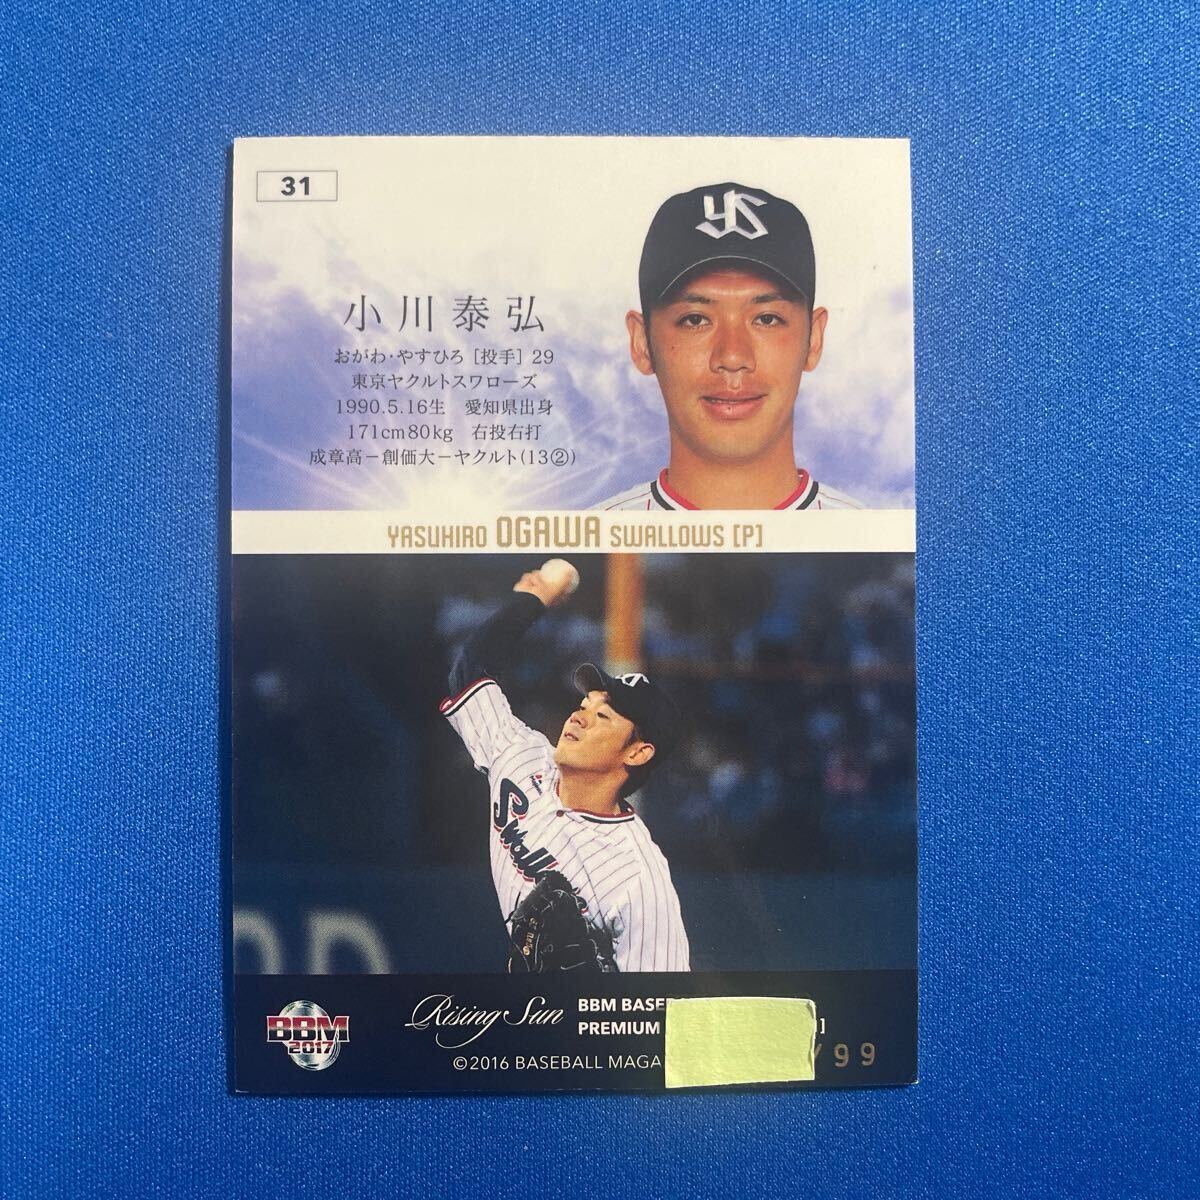 31
YS
小川泰弘
おがわ・やすひろ［投手］29
東京ヤクルトスワローズ
1990.5.16生　愛知県出身
171cm80kg　右投右打
成章高－創価大－ヤクルト(13②)
YASUHIRO OGAWA SWALLOWS [P]
Swall
BBM
2017
Rising Sun
BBM BASEB
PREMIUM
]
©2016 BASEBALL MAGA
/99